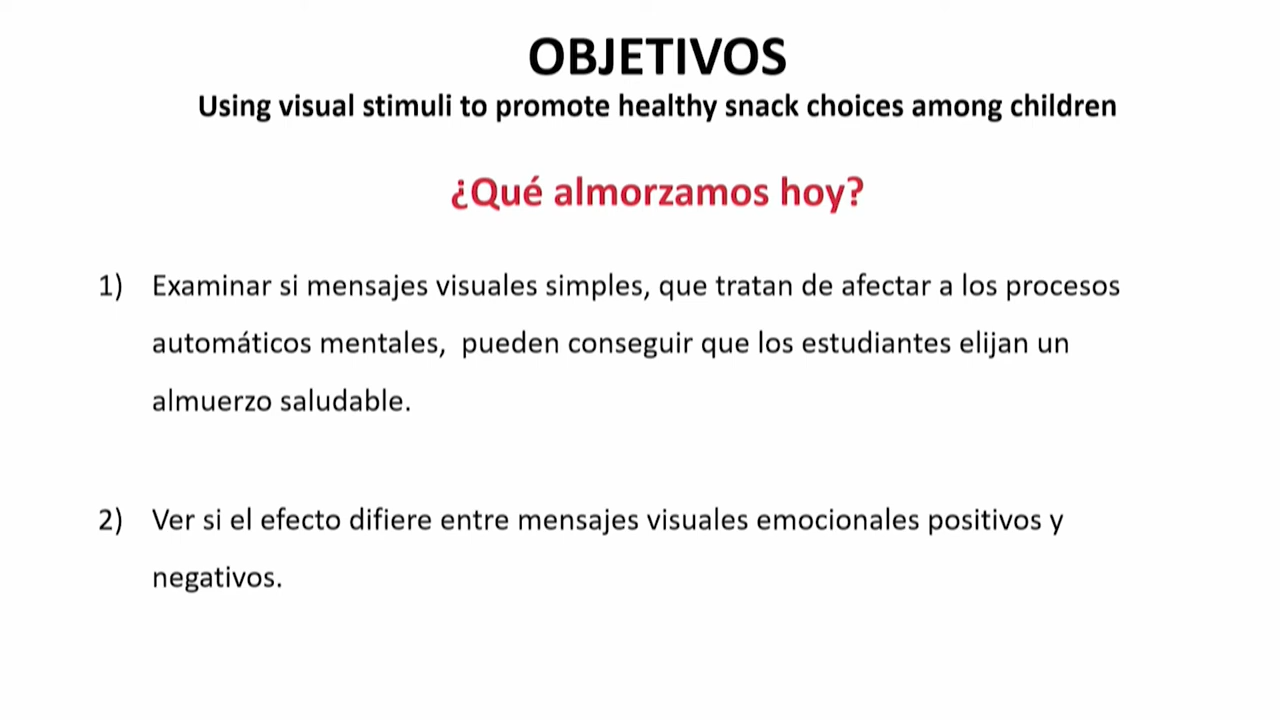 OBJETIVOS
Using visual stimuli to promote healthy snack choices among children
¿Qué almorzamos hoy?
1) Examinar si mensajes visuales simples, que tratan de afectar a los procesos
automáticos mentales, pueden conseguir que los estudiantes elijan un
almuerzo saludable.
2) Ver si el efecto difiere entre mensajes visuales emocionales positivos y
negativos.